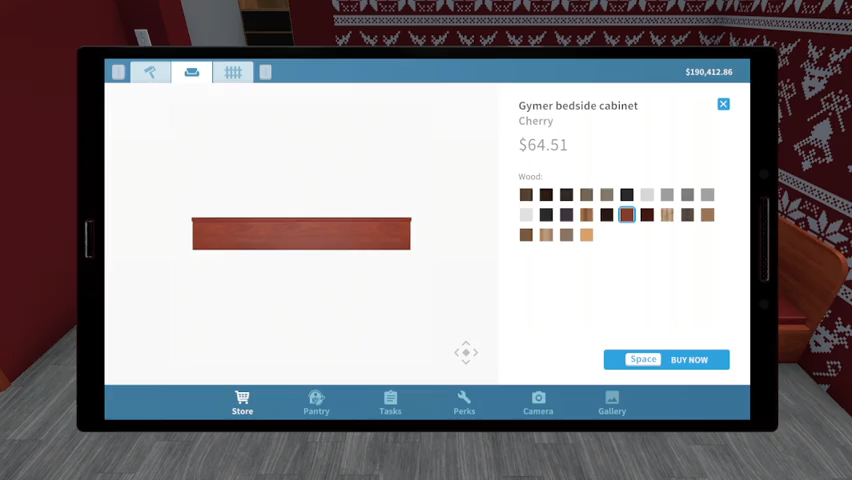 $190,412.86
Gymer bedside cabinet
Cherry
$64.51
Wood:
Space BUY NOW
Store Pantry Tasks Perks Camera Gallery